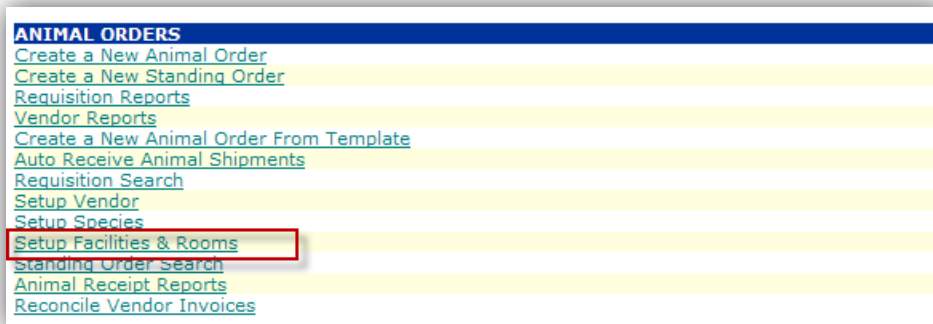 ANIMAL ORDERS
Create a New Animal Order
Create a New Standing Order
Requisition Reports
Vendor Reports
Create a New Animal Order From Template
Auto Receive Animal Shipments
Requisition Search
Setup Vendor
Setup Species
Setup Facilities & Rooms
Standing Order Search
Animal Receipt Reports
Reconcile Vendor Invoices